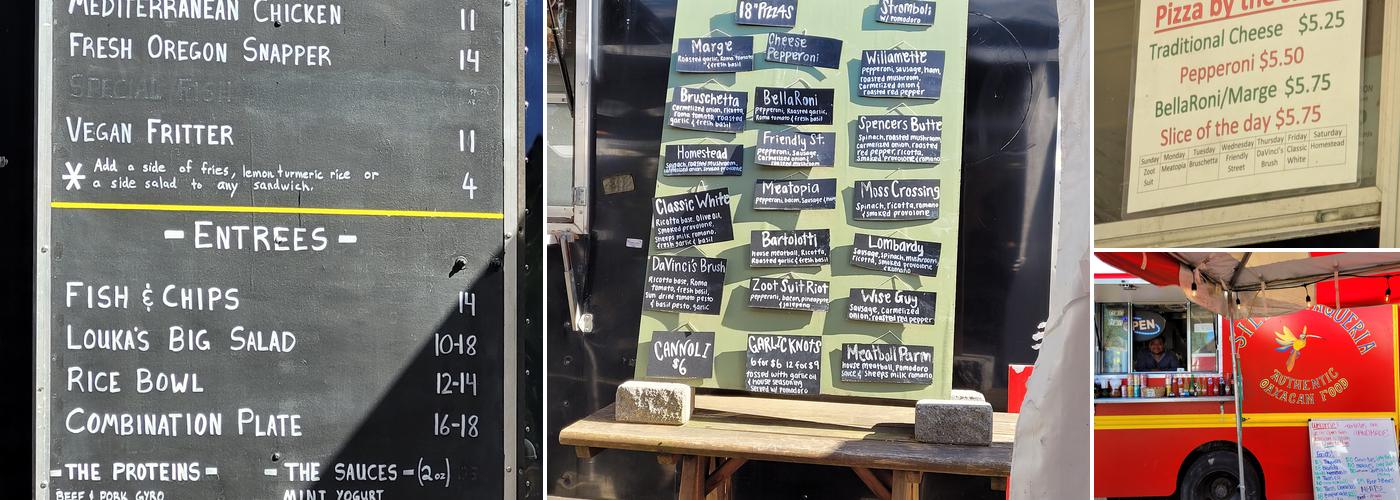 MEDITERRANEAN CHICKEN 11
FRESH OREGON SNAPPER 14
SPECIAL
VEGAN FRITTER 11
* Add a side of fries, lemon turmeric rice or
a side salad to any sandwich. 4
- ENTREES -
FISH & CHIPS 14
LOUKA'S BIG SALAD 10-18
RICE BOWL 12-14
COMBINATION PLATE 16-18
- THE PROTEINS -
BEEF & PORK GYRO
- THE SAUCES - (2oz)
MINT YOGURT
18" Pizzas
Marge
Roasted garlic, Roma tomato
& fresh basil
Bruschetta
Carmelized onion, ricotta,
roma tomato, roasted
garlic & fresh basil
Homestead
Spinach, roasted mushroom,
Carmelized onion, smoked provolone
Classic White
Ricotta base, Olive Oil,
Smoked provolone,
Sheeps milk romano,
fresh garlic & basil
DaVinci's Brush
Ricotta base, Roma
tomato, fresh basil,
Sun dried tomato pesto
& basil pesto, garlic
CANNOLI
$6
Cheese
Pepperoni
BellaRoni
pepperoni, Roasted garlic,
Roma tomato & fresh basil
Friendly St.
Pepperoni, Sausage,
Carmelized onion &
roasted mushroom
Meatopia
pepperoni, bacon, Sausage & ham
Bartolotti
house meatball, Ricotta,
Roasted garlic & fresh basil
Zoot Suit Riot
pepperoni, bacon, pineapple
& jalapeno
GARLIC KNOTS
6 for $6 12 for $9
tossed with garlic oil
& house seasoning
served w/ pomodoro
Stromboli
w/ pomodoro
Willamette
Pepperoni, sausage, ham,
roasted mushroom,
Carmelized onion &
roasted red pepper
Spencers Butte
Spinach, roasted mushroom,
Carmelized onion, roasted
red pepper, ricotta,
smoked provolone & romano
Moss Crossing
Spinach, ricotta, romano
& smoked provolone
Lombardy
Sausage, spinach, mushroom,
ricotta, smoked provolone
& Romano
Wise Guy
Sausage, Carmelized
onion, roasted red pepper
Meatball Parm
house meatball, Pomodoro
sauce & Sheeps milk romano
Pizza by the
Traditional Cheese $5.25
Pepperoni $5.50
BellaRoni/Marge $5.75
Slice of the day $5.75
Sunday Monday Tuesday Wednesday Thursday Friday Saturday
Zoot Suit Meatopia Bruschetta Friendly Street DaVinci's Brush Classic White Homestead
OPEN
AUTHENTIC
OAXACAN FOOD